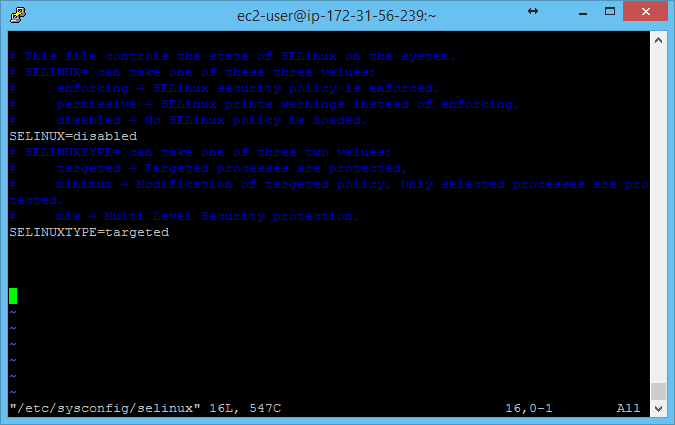 ec2-user@ip-172-31-56-239:~
# This file controls the state of SELinux on the system.
# SELINUX= can take one of these three values:
#     enforcing - SELinux security policy is enforced.
#     permissive - SELinux prints warnings instead of enforcing.
#     disabled - No SELinux policy is loaded.
SELINUX=disabled
# SELINUXTYPE= can take one of three two values:
#     targeted - Targeted processes are protected,
#     minimum - Modification of targeted policy. Only selected processes are pro
tected.
#     mls - Multi Level Security protection.
SELINUXTYPE=targeted
~
~
~
~
~
~
"/etc/sysconfig/selinux" 16L, 547C 16,0-1 All